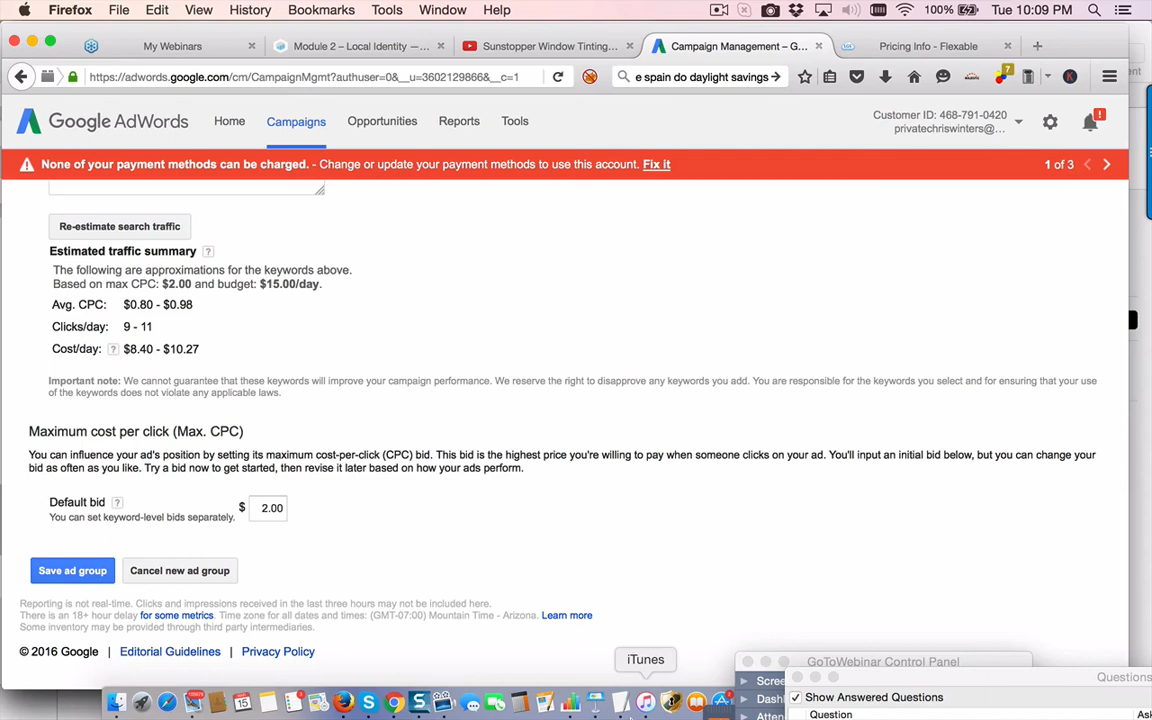 Firefox File Edit View History Bookmarks Tools Window Help 100% Tue 10:09 PM
My Webinars Module 2 – Local Identity —... Sunstopper Window Tinting... Campaign Management – G... Pricing Info - Flexable
https://adwords.google.com/cm/CampaignMgmt?authuser=0&__u=3602129866&__c=1 e spain do daylight savings 7
Google AdWords Home Campaigns Opportunities Reports Tools Customer ID: 468-791-0420
privatechriswinters@...
None of your payment methods can be charged. - Change or update your payment methods to use this account. Fix it 1 of 3
Re-estimate search traffic
Estimated traffic summary ?
The following are approximations for the keywords above.
Based on max CPC: $2.00 and budget: $15.00/day.
Avg. CPC: $0.80 - $0.98
Clicks/day: 9 - 11
Cost/day: ? $8.40 - $10.27
Important note: We cannot guarantee that these keywords will improve your campaign performance. We reserve the right to disapprove any keywords you add. You are responsible for the keywords you select and for ensuring that your use
of the keywords does not violate any applicable laws.
Maximum cost per click (Max. CPC)
You can influence your ad's position by setting its maximum cost-per-click (CPC) bid. This bid is the highest price you're willing to pay when someone clicks on your ad. You'll input an initial bid below, but you can change your
bid as often as you like. Try a bid now to get started, then revise it later based on how your ads perform.
Default bid ? $ 2.00
You can set keyword-level bids separately.
Save ad group Cancel new ad group
Reporting is not real-time. Clicks and impressions received in the last three hours may not be included here.
There is an 18+ hour delay for some metrics. Time zone for all dates and times: (GMT-07:00) Mountain Time - Arizona. Learn more
Some inventory may be provided through third party intermediaries.
© 2016 Google | Editorial Guidelines | Privacy Policy
iTunes
GoToWebinar Control Panel
Questions
Scree
Show Answered Questions
Dash
Question Ask
Atten